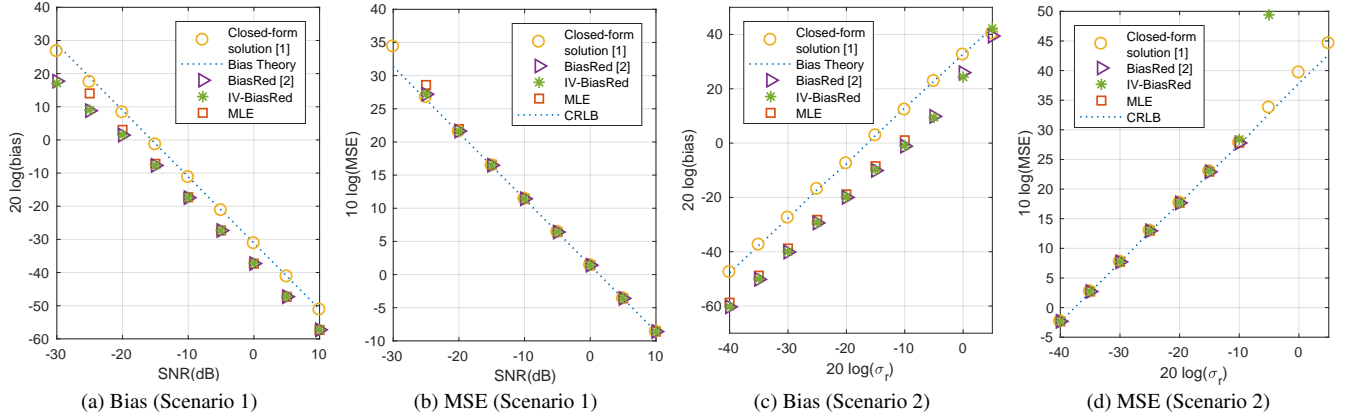 40
30
20
10
0
-10
-20
-30
-40
-50
-60
20 log(bias)
-30
-20
-10
0
10
SNR(dB)
Closed-form
solution [1]
Bias Theory
BiasRed [2]
IV-BiasRed
MLE
(a) Bias (Scenario 1)
40
35
30
25
20
15
10
5
0
-5
-10
10 log(MSE)
-30
-20
-10
0
10
SNR(dB)
Closed-form
solution [1]
BiasRed [2]
IV-BiasRed
MLE
CRLB
(b) MSE (Scenario 1)
40
20
0
-20
-40
-60
20 log(bias)
-40
-30
-20
-10
0
20 log(σr)
Closed-form
solution [1]
Bias Theory
BiasRed [2]
IV-BiasRed
MLE
(c) Bias (Scenario 2)
50
45
40
35
30
25
20
15
10
5
0
-5
10 log(MSE)
-40
-30
-20
-10
0
20 log(σr)
Closed-form
solution [1]
BiasRed [2]
IV-BiasRed
MLE
CRLB
(d) MSE (Scenario 2)